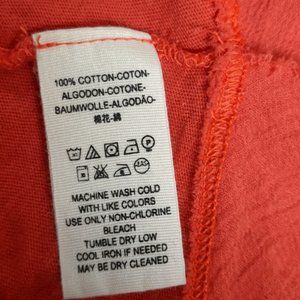 100% COTTON-COTON-
ALGODON-COTONE-
BAUMWOLLE-ALGODÃO-
棉花-綿
MACHINE WASH COLD
WITH LIKE COLORS
USE ONLY NON-CHLORINE
BLEACH
TUMBLE DRY LOW
COOL IRON IF NEEDED
MAY BE DRY CLEANED